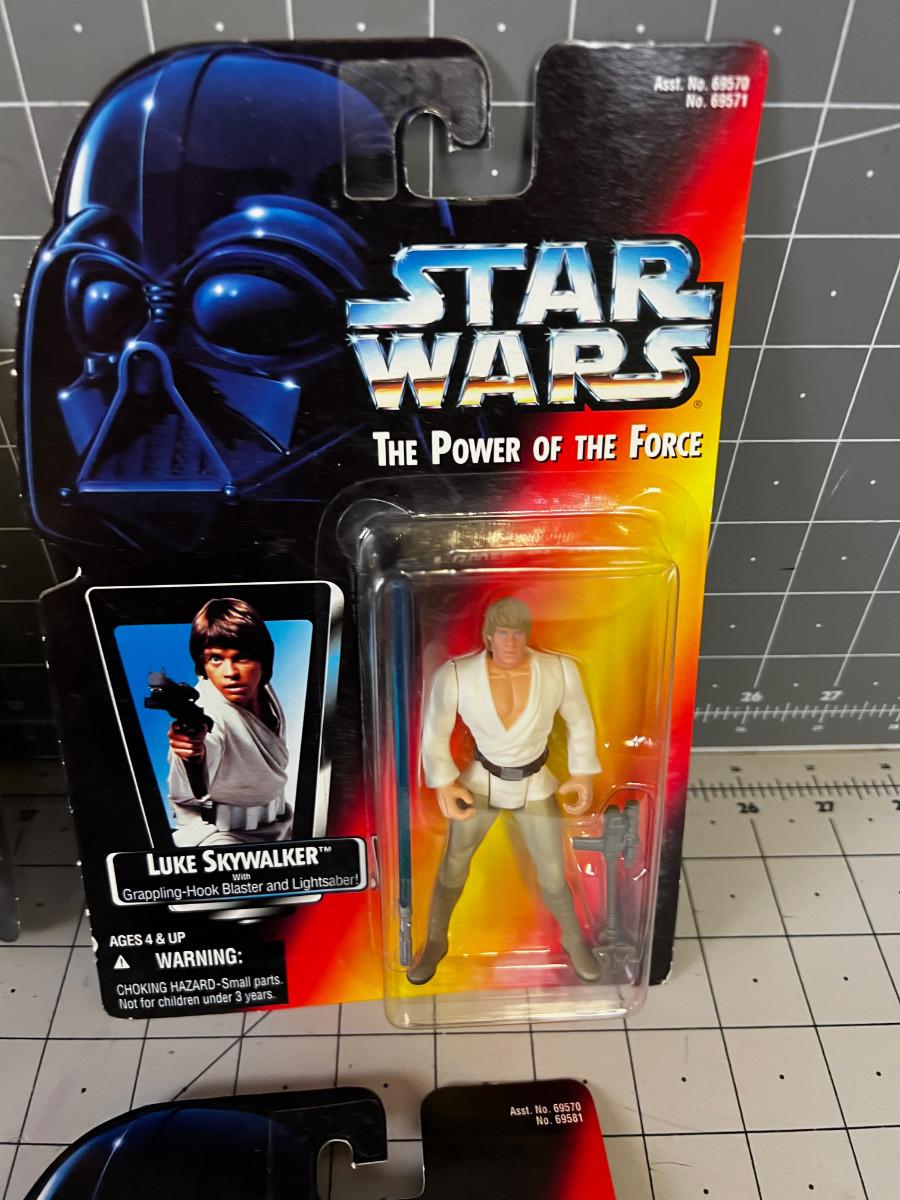 Asst. No. 69570
No. 69571
STAR
WARS®
THE POWER OF THE FORCE
26 27
26 27
LUKE SKYWALKER™
With
Grappling-Hook Blaster and Lightsaber!
AGES 4 & UP
⚠ WARNING:
CHOKING HAZARD-Small parts.
Not for children under 3 years.
Asst. No. 69570
No. 69581